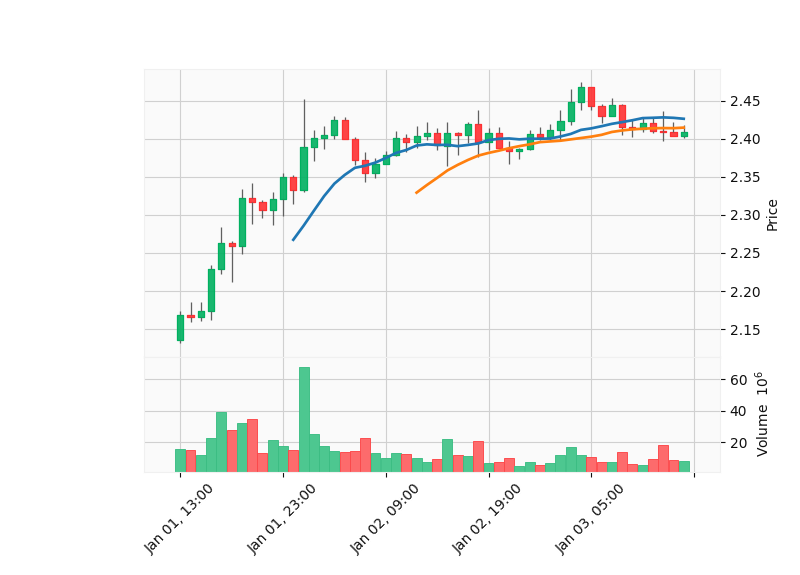 2.45
2.40
2.35
2.30
2.25
2.20
2.15
Price
60
40
20
Volume 10⁶
Jan 01, 13:00
Jan 01, 23:00
Jan 02, 09:00
Jan 02, 19:00
Jan 03, 05:00